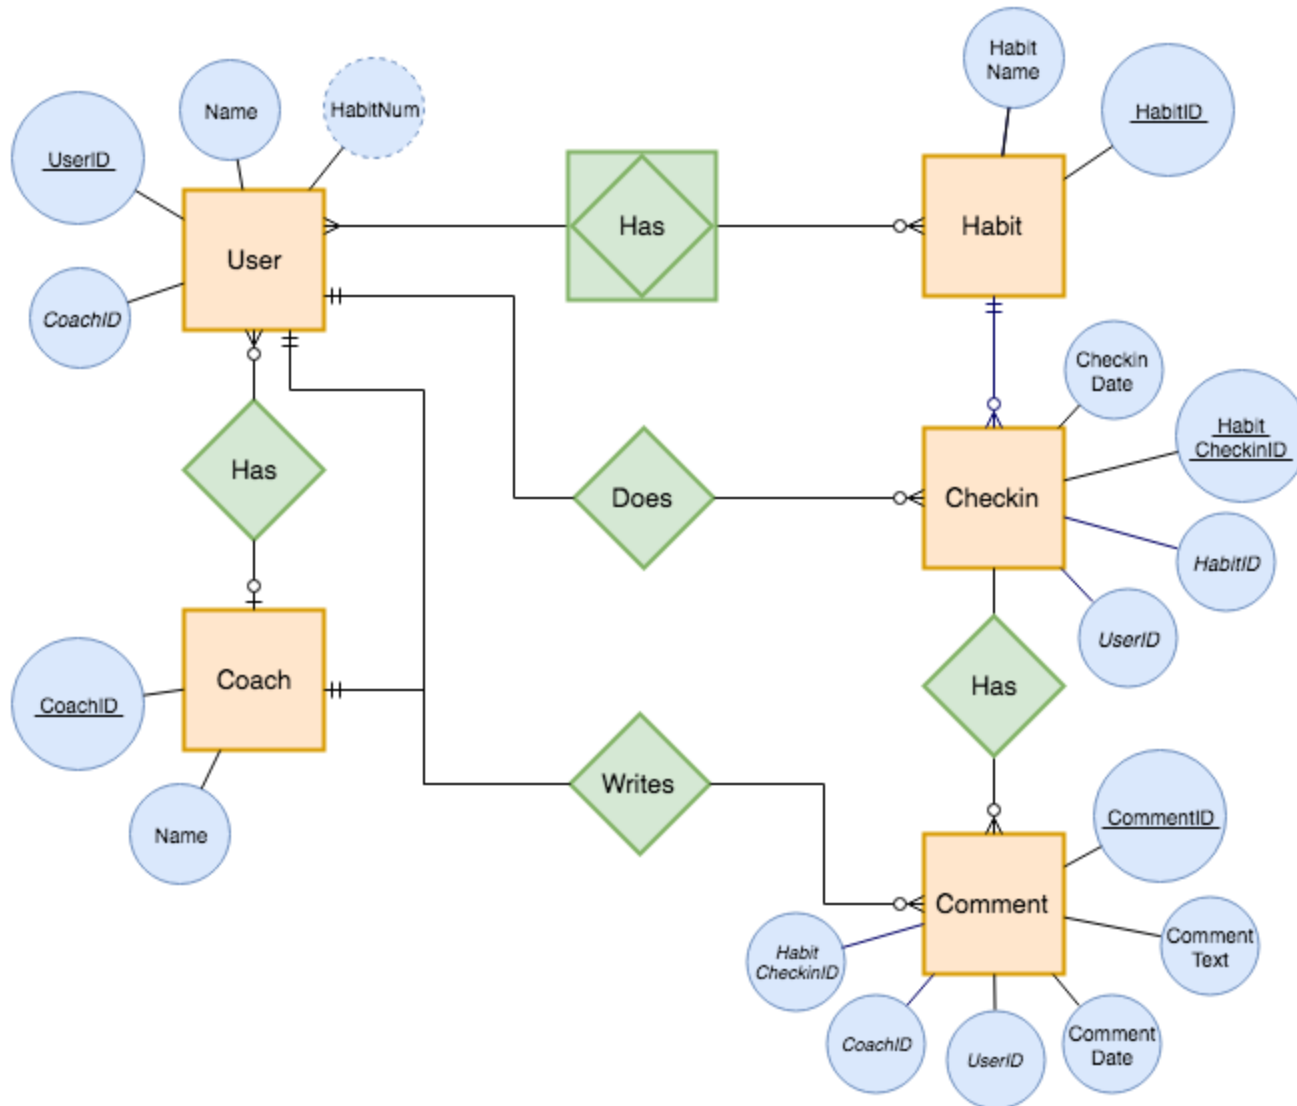 Habit
Name
Name
HabitNum
HabitID
UserID
Has
Habit
User
CoachID
Checkin
Date
Habit
CheckinID
Has
Does
Checkin
HabitID
UserID
Coach
Has
CoachID
Writes
Name
CommentID
Comment
Comment
Text
Habit
CheckinID
CoachID
UserID
Comment
Date